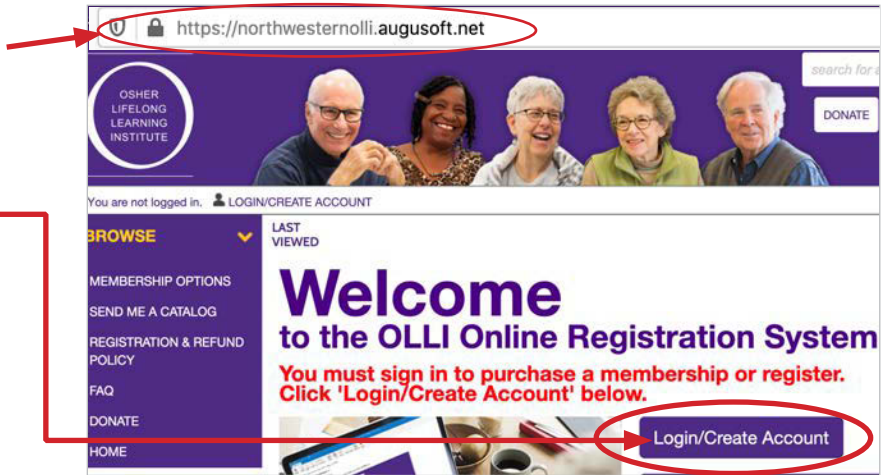 https://northwesternolli.augusoft.net
OSHER
LIFELONG
LEARNING
INSTITUTE
search for a
DONATE
You are not logged in. LOGIN/CREATE ACCOUNT
BROWSE
LAST
VIEWED
MEMBERSHIP OPTIONS
SEND ME A CATALOG
REGISTRATION & REFUND
POLICY
FAQ
DONATE
HOME
Welcome
to the OLLI Online Registration System
You must sign in to purchase a membership or register.
Click 'Login/Create Account' below.
Login/Create Account